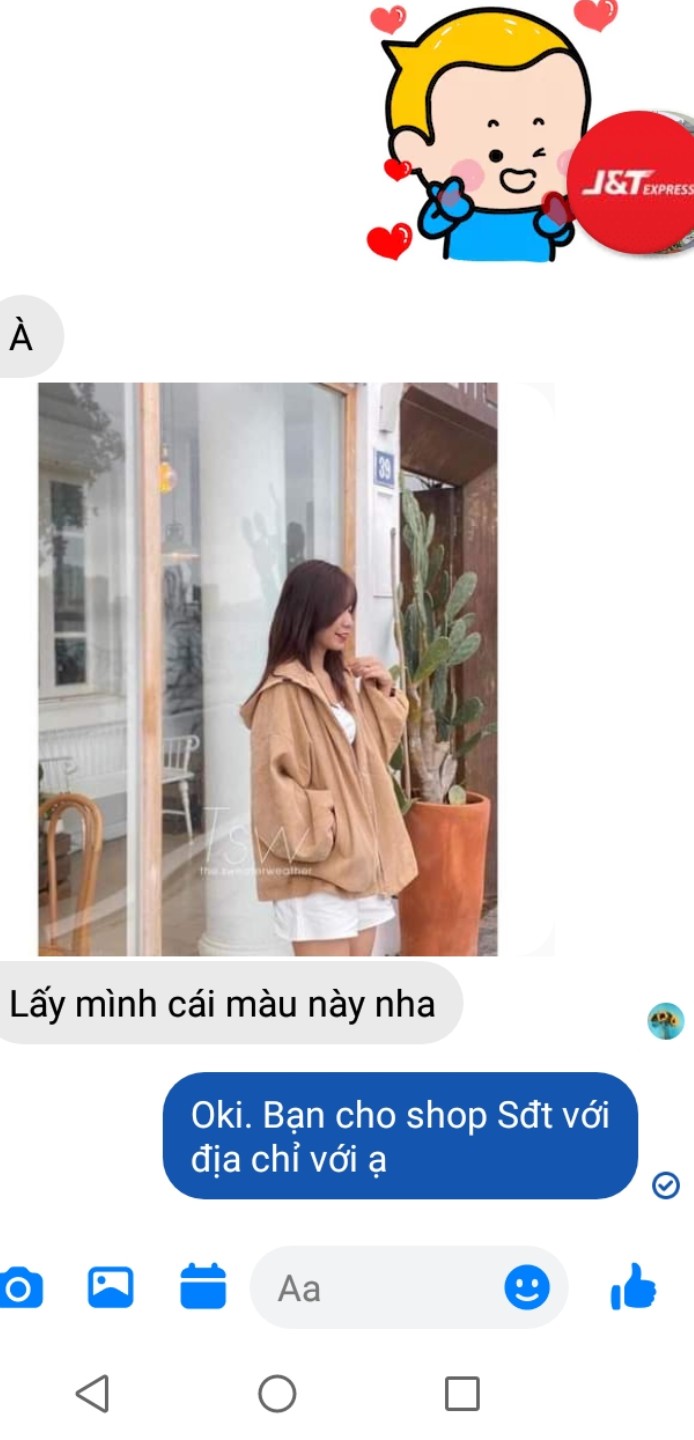 J&T EXPRESS
À
39
Tsw
the sweaterweather
Lấy mình cái màu này nha
Oki. Bạn cho shop Sđt với
địa chỉ với ạ
Aa